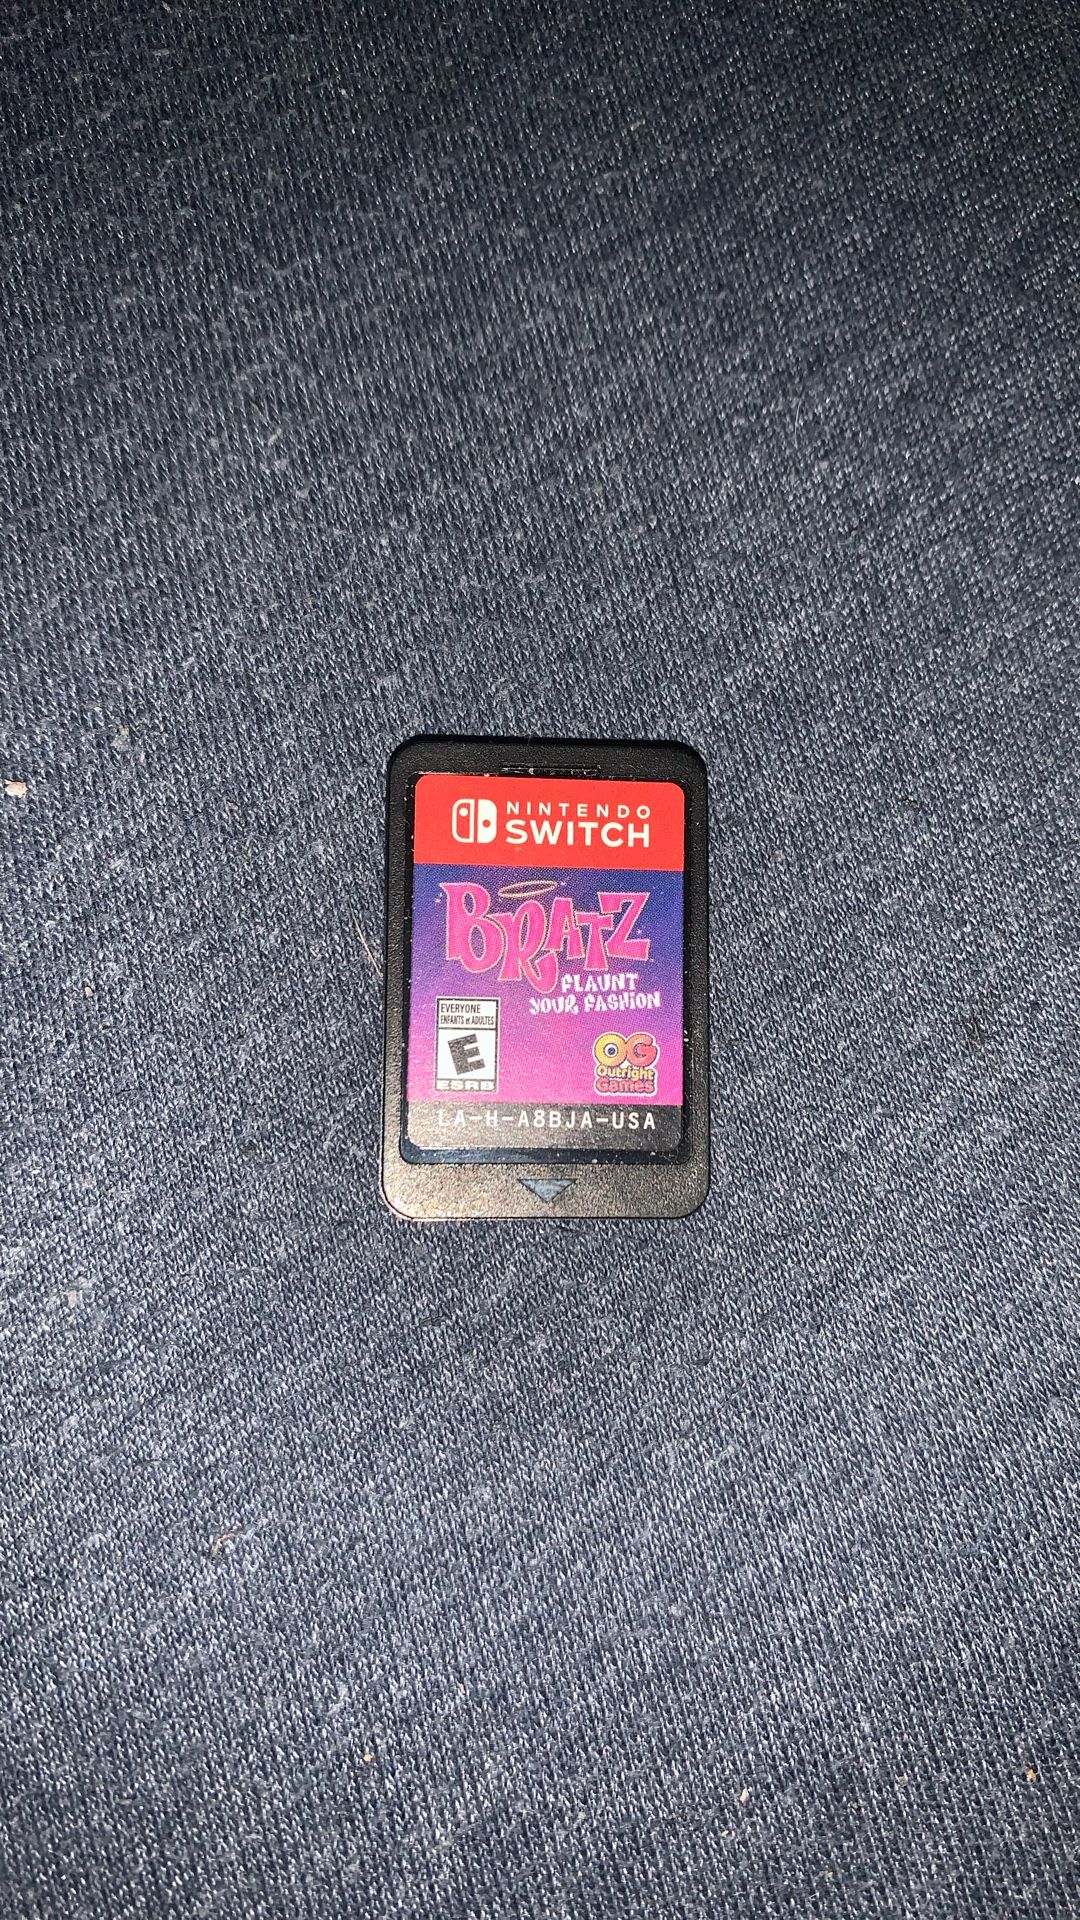 NINTENDO
SWITCH
BRATZ
FLAUNT
YOUR FASHION
EVERYONE
ENFANTS et ADULTES
E
ESRB
OG
Outright
Games
LA-H-A8BJA-USA